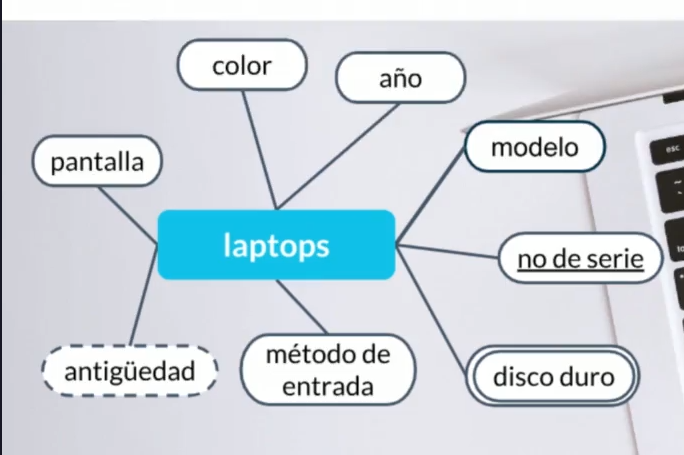 color
año
pantalla
modelo
laptops
no de serie
antigüedad
método de
entrada
disco duro
esc